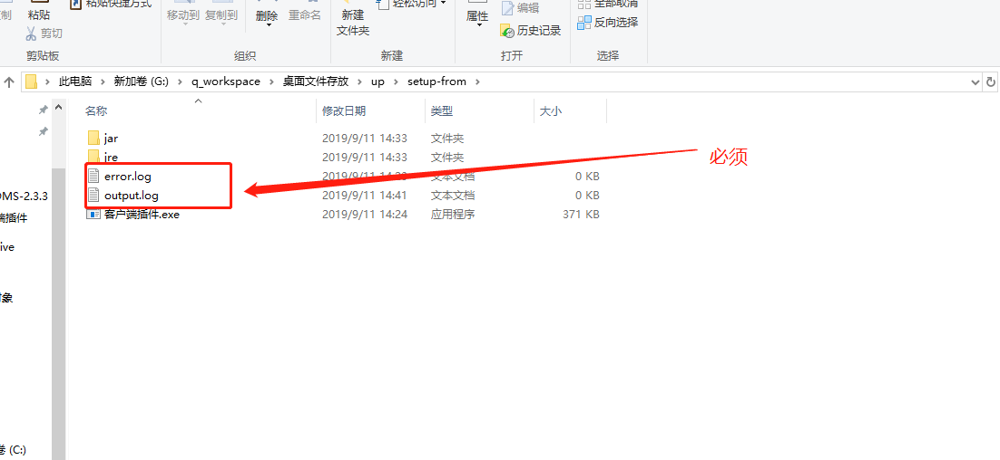 粘贴快捷方式
粘贴
剪切
剪贴板
移动到 复制到
删除 重命名
组织
新建
文件夹
轻松访问
新建
属性
编辑
历史记录
打开
全部取消
反向选择
选择
此电脑 新加卷 (G:) q_workspace 桌面文件存放 up setup-from
名称 修改日期 类型 大小
jar 2019/9/11 14:33 文件夹
jre 2019/9/11 14:33 文件夹
error.log 文本文档 0 KB
output.log 2019/9/11 14:41 文本文档 0 KB
客户端插件.exe 2019/9/11 14:24 应用程序 371 KB
必须
OMS-2.3.3
端插件
ive
对象
卷 (C:)